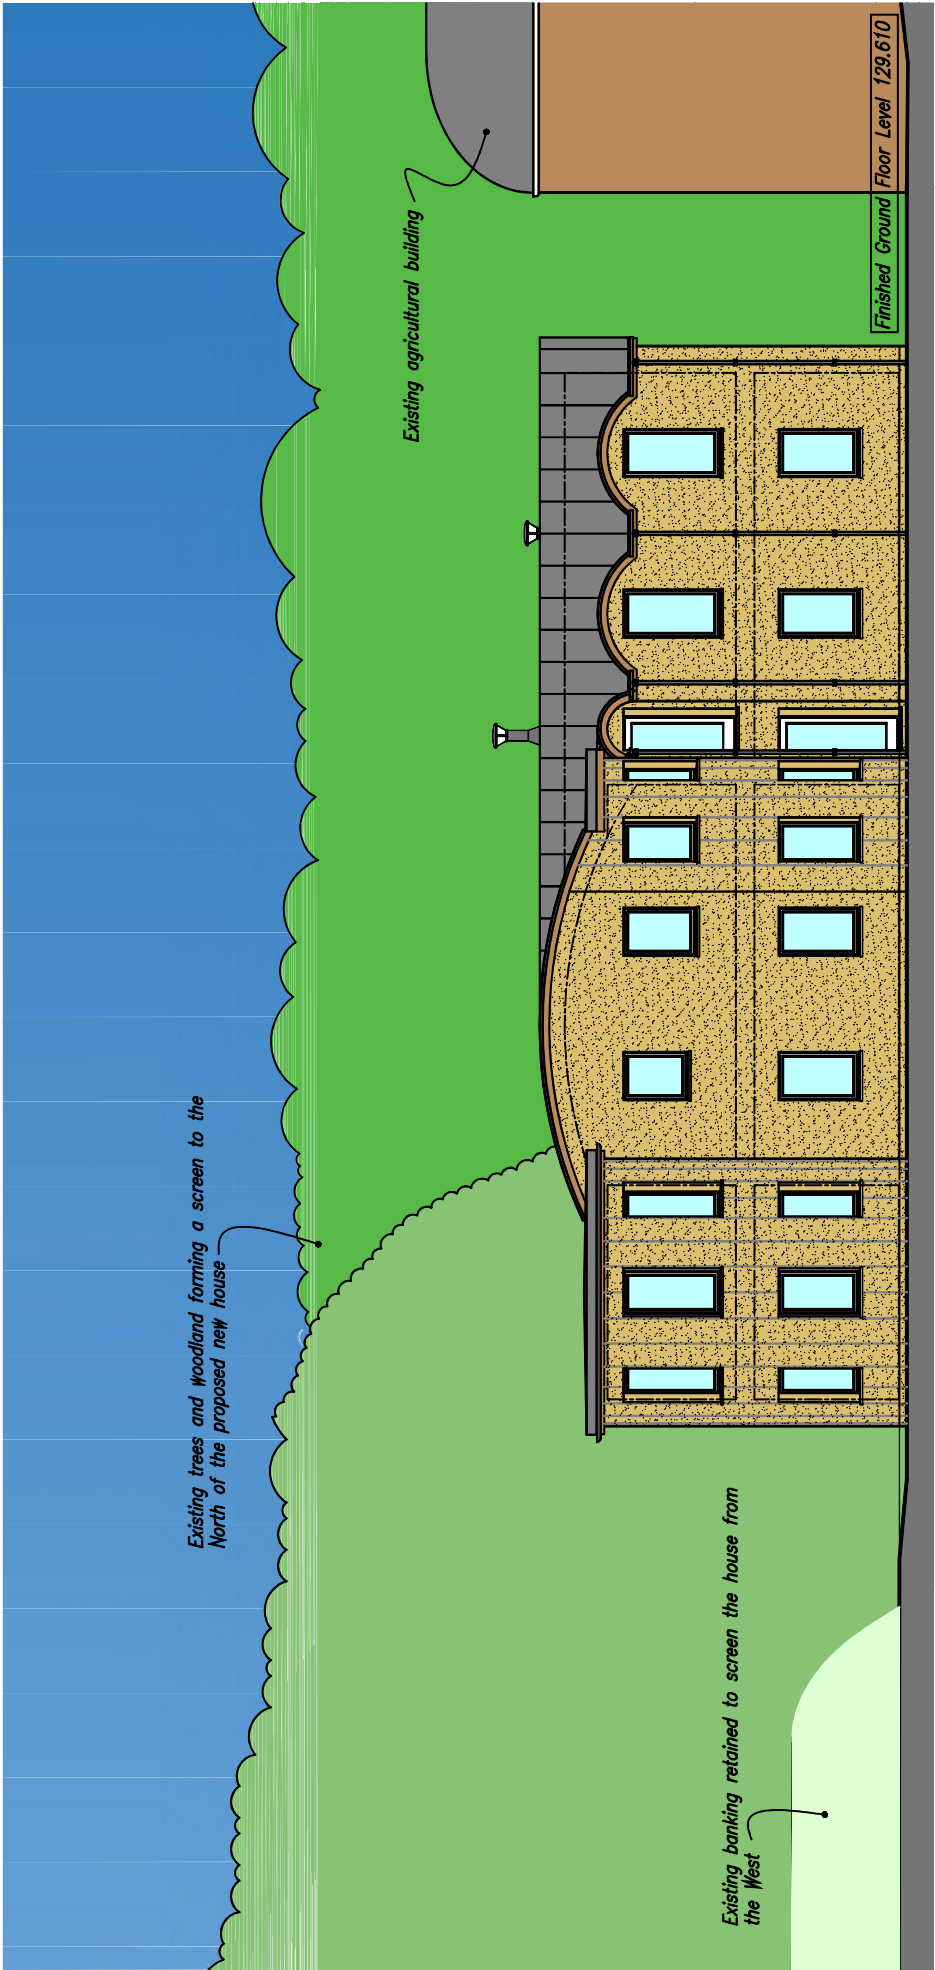 Existing trees and woodland forming a screen to the
North of the proposed new house
Existing agricultural building
Existing banking retained to screen the house from
the West
Finished Ground Floor Level 129.610